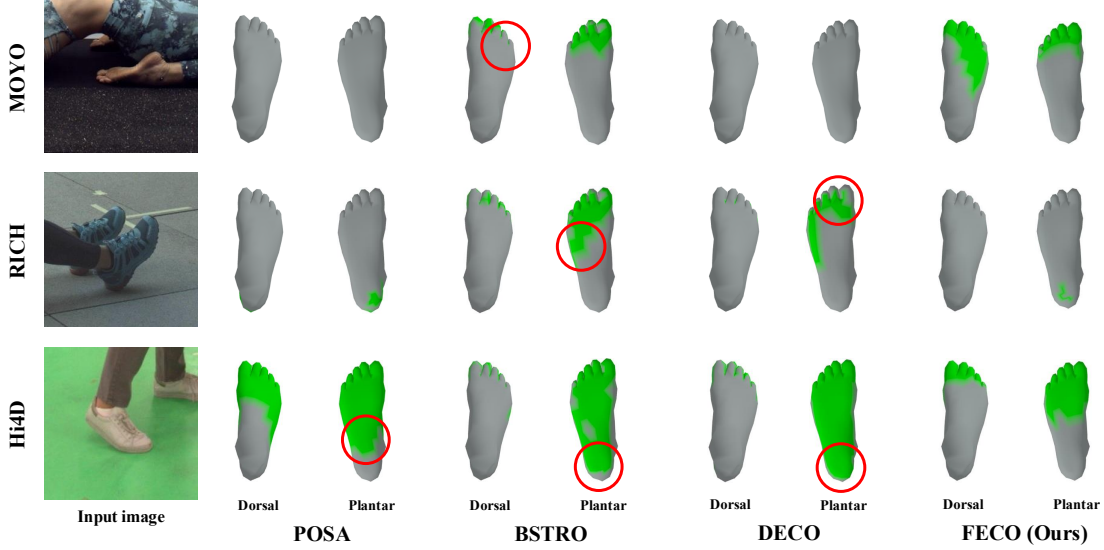 MOYO
RICH
Hi4D
Dorsal Plantar Dorsal Plantar Dorsal Plantar Dorsal Plantar
Input image
POSA BSTRO DECO FECO (Ours)